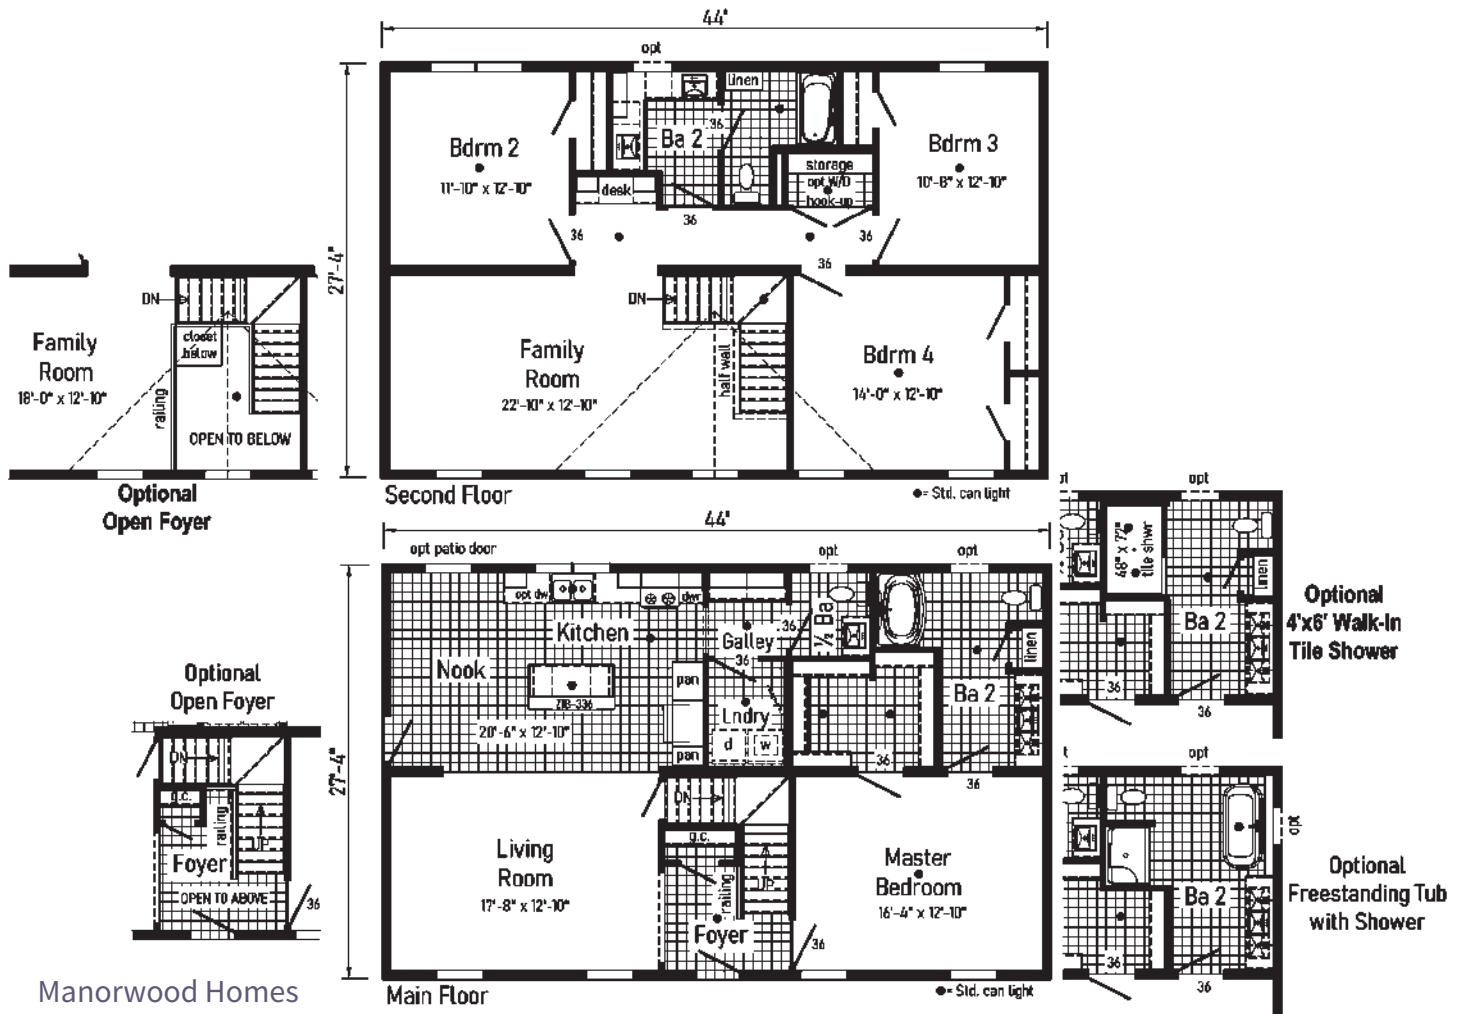 44"
opt
linen
Bdrm 2
11'-10" x 12'-10"
36
Ba 2
Bdrm 3
10'-8" x 12'-10"
storage
opt W/D
hook-up
desk
36
36
36
36
27'-4"
DN
closet
below
Family
Room
18'-0" x 12'-10"
railing
OPEN TO BELOW
Optional
Open Foyer
DN
Family
Room
22'-10" x 12'-10"
half wall
Bdrm 4
14'-0" x 12'-10"
Second Floor
= Std. can light
44"
opt patio door
opt
opt
opt dw
dwr
Kitchen
Galley
36
½ Ba
36
Nook
pan
ZIB-336
20'-6" x 12'-10"
Lndry
d
w
pan
linen
Ba 2
36
36
27'-4"
DN
g.c.
UP
railing
Living
Room
17'-8" x 12'-10"
Foyer
Master
Bedroom
16'-4" x 12'-10"
36
Main Floor
= Std. can light
Optional
Open Foyer
DN
g.c.
railing
UP
Foyer
OPEN TO ABOVE
36
opt
48" x 72"
tile shwr
linen
Ba 2
36
36
Optional
4'x6' Walk-In
Tile Shower
opt
opt
Ba 2
36
36
Optional
Freestanding Tub
with Shower
Manorwood Homes